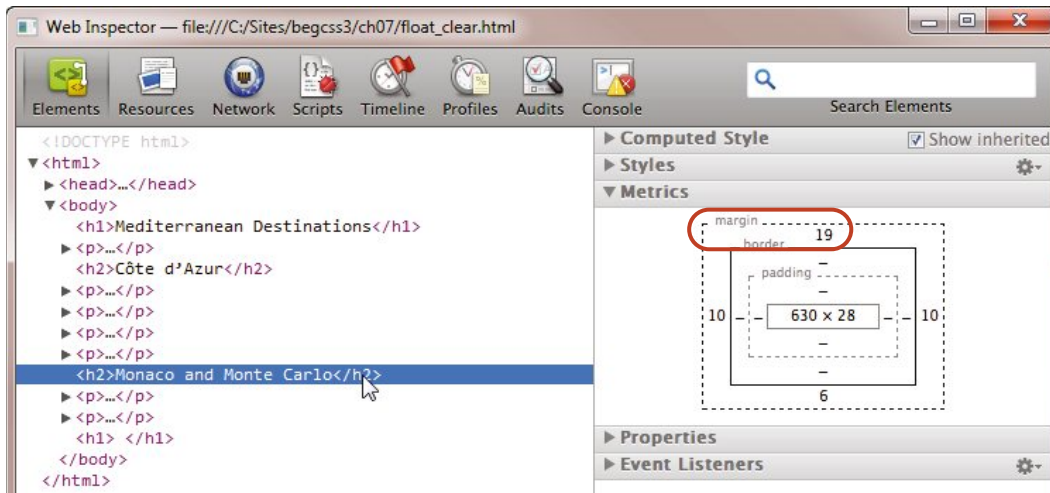 Web Inspector — file:///C:/Sites/begcss3/ch07/float_clear.html
Elements Resources Network Scripts Timeline Profiles Audits Console
Search Elements
<!DOCTYPE html>
▼<html>
▶<head>…</head>
▼<body>
<h1>Mediterranean Destinations</h1>
▶<p>…</p>
<h2>Côte d’Azur</h2>
▶<p>…</p>
▶<p>…</p>
▶<p>…</p>
▶<p>…</p>
<h2>Monaco and Monte Carlo</h2>
▶<p>…</p>
▶<p>…</p>
<h1> </h1>
</body>
</html>
▶Computed Style Show inherited
▶Styles
▼Metrics
margin
19
border
–
padding
–
10 – – 630 × 28 – – 10
–
–
6
▶Properties
▶Event Listeners